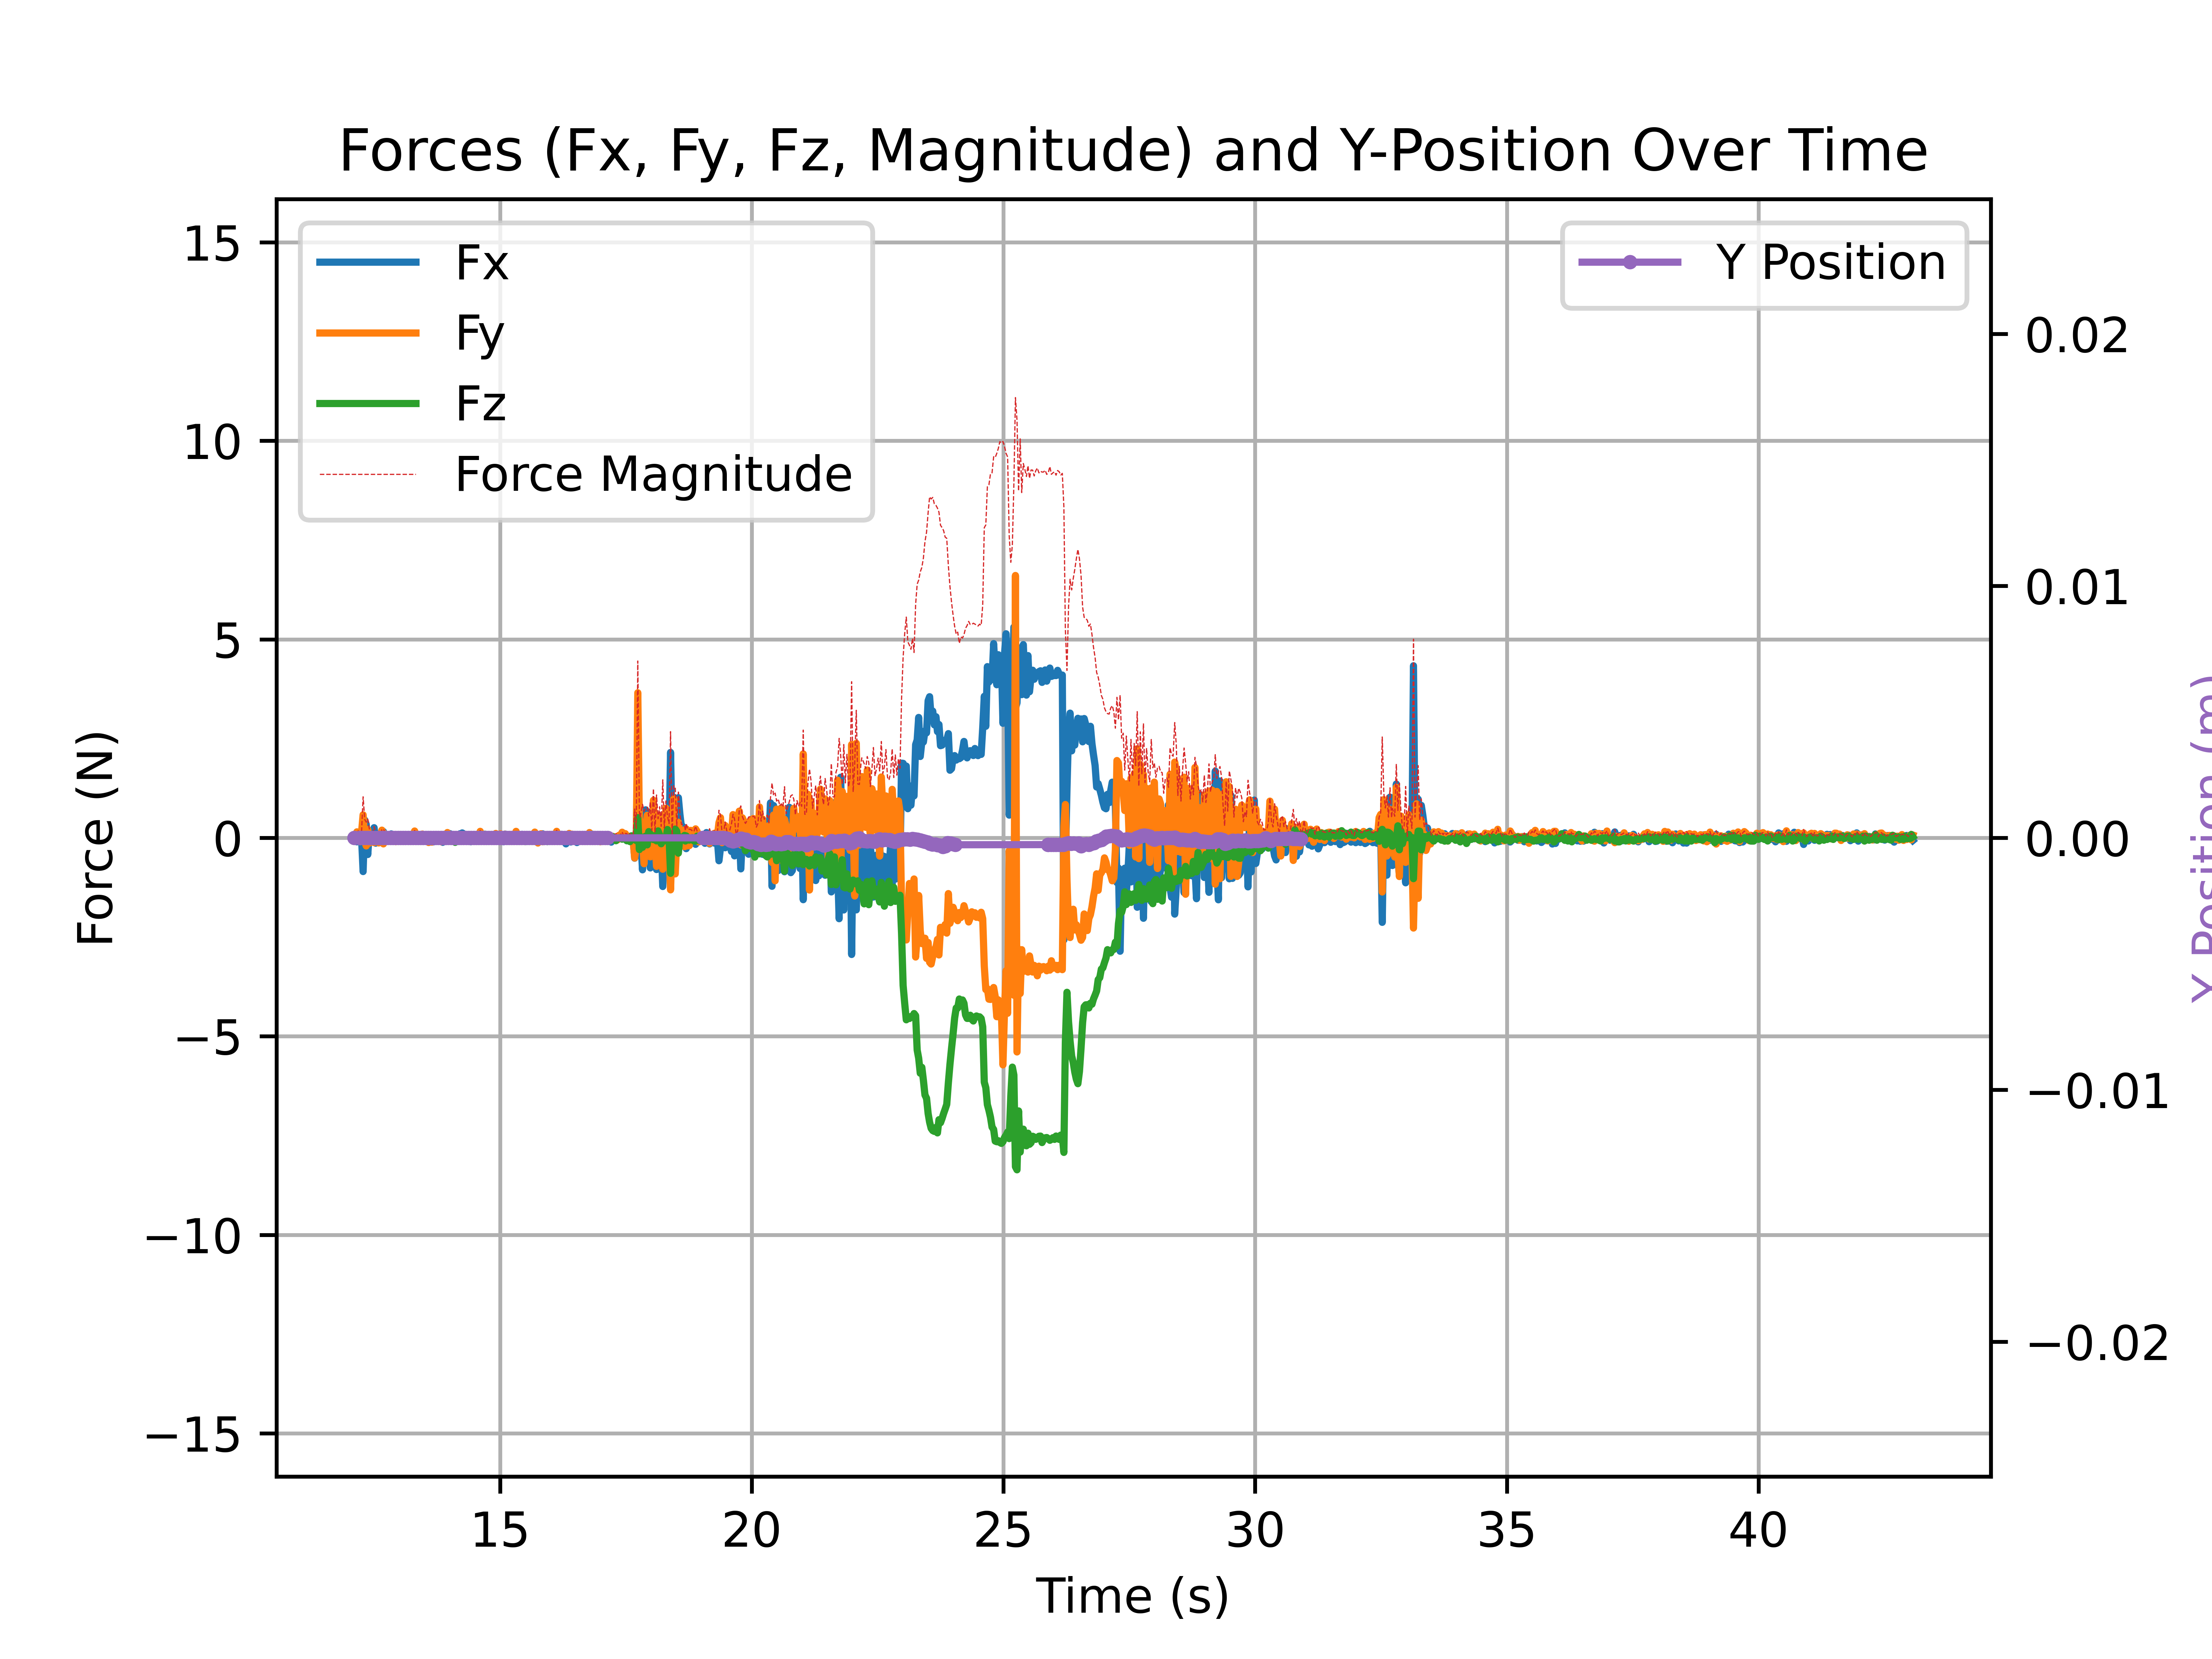 Forces (Fx, Fy, Fz, Magnitude) and Y-Position Over Time
Fx
Fy
Fz
Force Magnitude
Y Position
15
10
5
0
−5
−10
−15
Force (N)
0.02
0.01
0.00
−0.01
−0.02
Y Position (m)
15
20
25
30
35
40
Time (s)